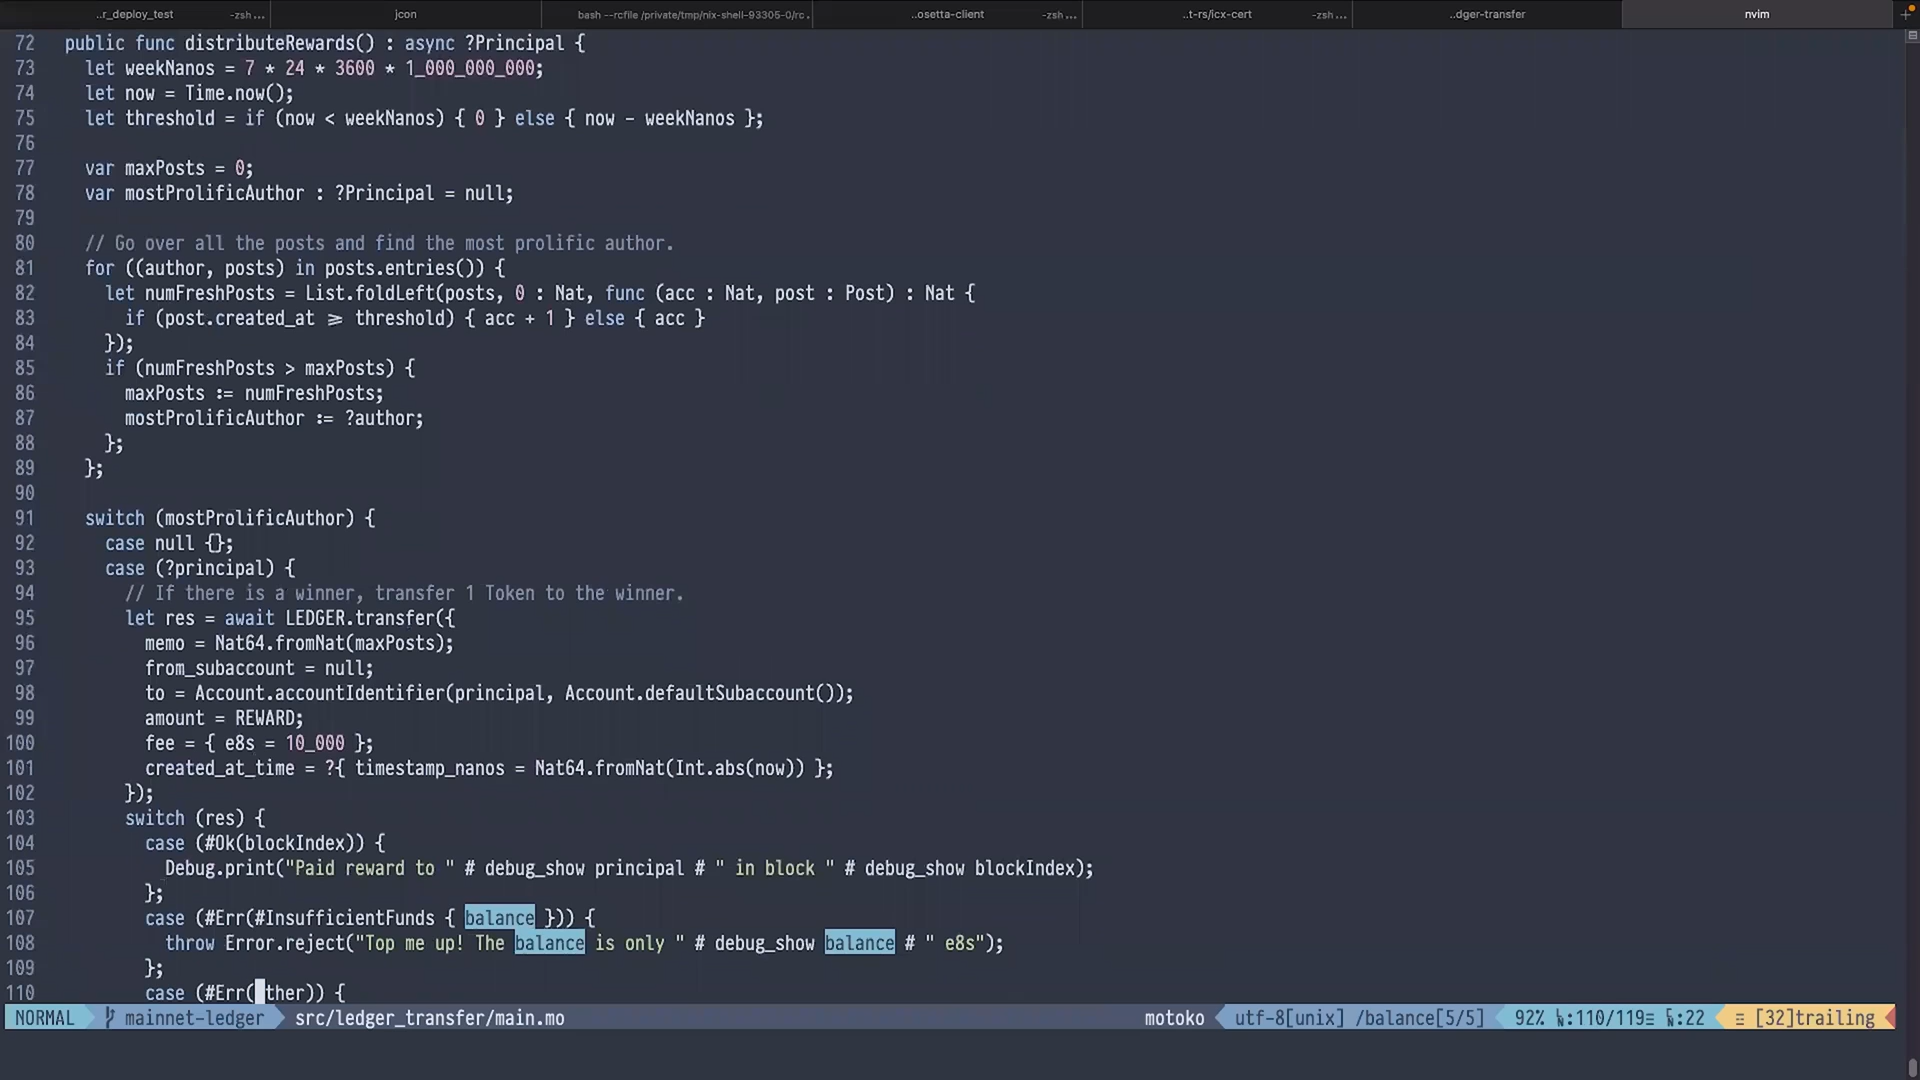 ..r_deploy_test -zsh ... jcon bash --rcfile /private/tmp/nix-shell-93305-0/rc... ..osetta-client -zsh ... ..t-rs/icx-cert -zsh ... ..dger-transfer nvim +
72 public func distributeRewards() : async ?Principal {
73 let weekNanos = 7 * 24 * 3600 * 1_000_000_000;
74 let now = Time.now();
75 let threshold = if (now < weekNanos) { 0 } else { now - weekNanos };
76
77 var maxPosts = 0;
78 var mostProlificAuthor : ?Principal = null;
79
80 // Go over all the posts and find the most prolific author.
81 for ((author, posts) in posts.entries()) {
82 let numFreshPosts = List.foldLeft(posts, 0 : Nat, func (acc : Nat, post : Post) : Nat {
83 if (post.created_at ≥ threshold) { acc + 1 } else { acc }
84 });
85 if (numFreshPosts > maxPosts) {
86 maxPosts := numFreshPosts;
87 mostProlificAuthor := ?author;
88 };
89 };
90
91 switch (mostProlificAuthor) {
92 case null {};
93 case (?principal) {
94 // If there is a winner, transfer 1 Token to the winner.
95 let res = await LEDGER.transfer({
96 memo = Nat64.fromNat(maxPosts);
97 from_subaccount = null;
98 to = Account.accountIdentifier(principal, Account.defaultSubaccount());
99 amount = REWARD;
100 fee = { e8s = 10_000 };
101 created_at_time = ?{ timestamp_nanos = Nat64.fromNat(Int.abs(now)) };
102 });
103 switch (res) {
104 case (#Ok(blockIndex)) {
105 Debug.print("Paid reward to " # debug_show principal # " in block " # debug_show blockIndex);
106 };
107 case (#Err(#InsufficientFunds { balance })) {
108 throw Error.reject("Top me up! The balance is only " # debug_show balance # " e8s");
109 };
110 case (#Err( ther)) {
NORMAL mainnet-ledger src/ledger_transfer/main.mo motoko utf-8[unix] /balance[5/5] 92% ㏑:110/119≡ ℅:22 Ξ [32]trailing